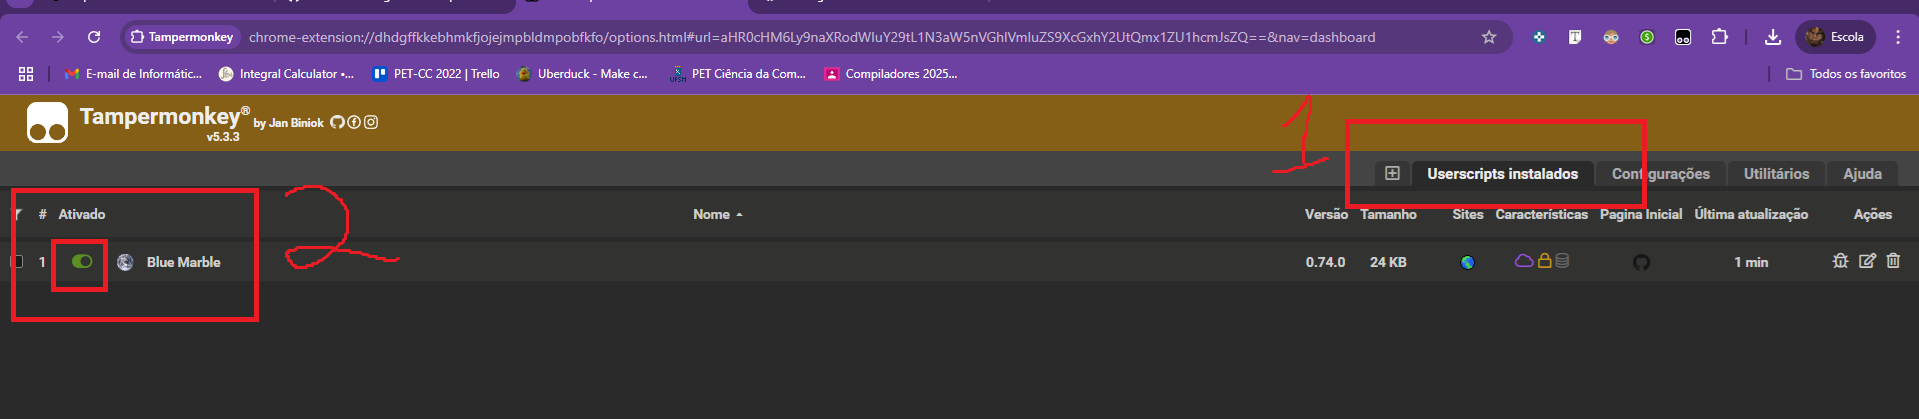 Tampermonkey
chrome-extension://dhdgffkkebhmkfjojejmpbldmpobfkfo/options.html#url=aHR0cHM6Ly9naXRodWIuY29tL1N3aW5nVGhlVmluZS9XcGxhY2UtQmx1ZU1hcmJsZQ==&nav=dashboard
Escola
E-mail de Informátic...
Integral Calculator •...
PET-CC 2022 | Trello
Uberduck - Make c...
PET Ciência da Com...
Compiladores 2025...
Todos os favoritos
Tampermonkey® by Jan Biniok
v5.3.3
1
Userscripts instalados
Configurações
Utilitários
Ajuda
2
# Ativado Nome Versão Tamanho Sites Características Pagina Inicial Última atualização Ações
1 Blue Marble 0.74.0 24 KB 1 min